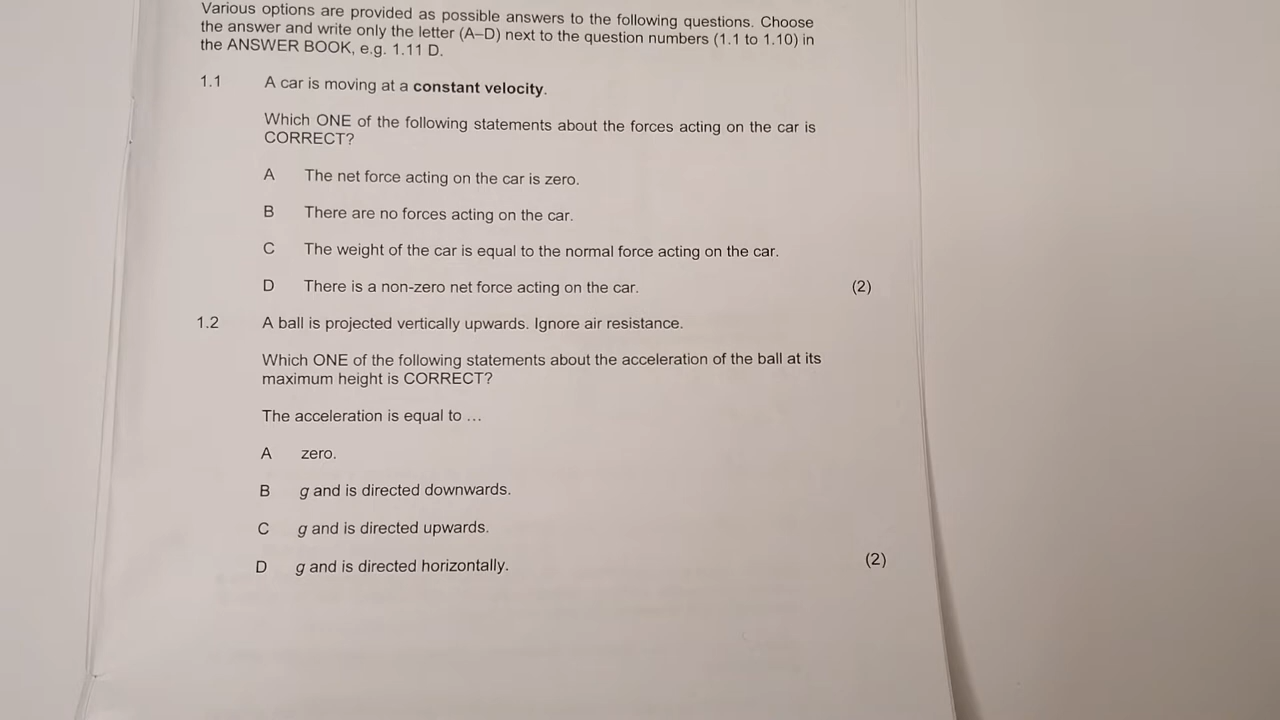 Various options are provided as possible answers to the following questions. Choose
the answer and write only the letter (A–D) next to the question numbers (1.1 to 1.10) in
the ANSWER BOOK, e.g. 1.11 D.
1.1 A car is moving at a constant velocity.
Which ONE of the following statements about the forces acting on the car is
CORRECT?
A The net force acting on the car is zero.
B There are no forces acting on the car.
C The weight of the car is equal to the normal force acting on the car.
D There is a non-zero net force acting on the car. (2)
1.2 A ball is projected vertically upwards. Ignore air resistance.
Which ONE of the following statements about the acceleration of the ball at its
maximum height is CORRECT?
The acceleration is equal to …
A zero.
B g and is directed downwards.
C g and is directed upwards.
D g and is directed horizontally. (2)